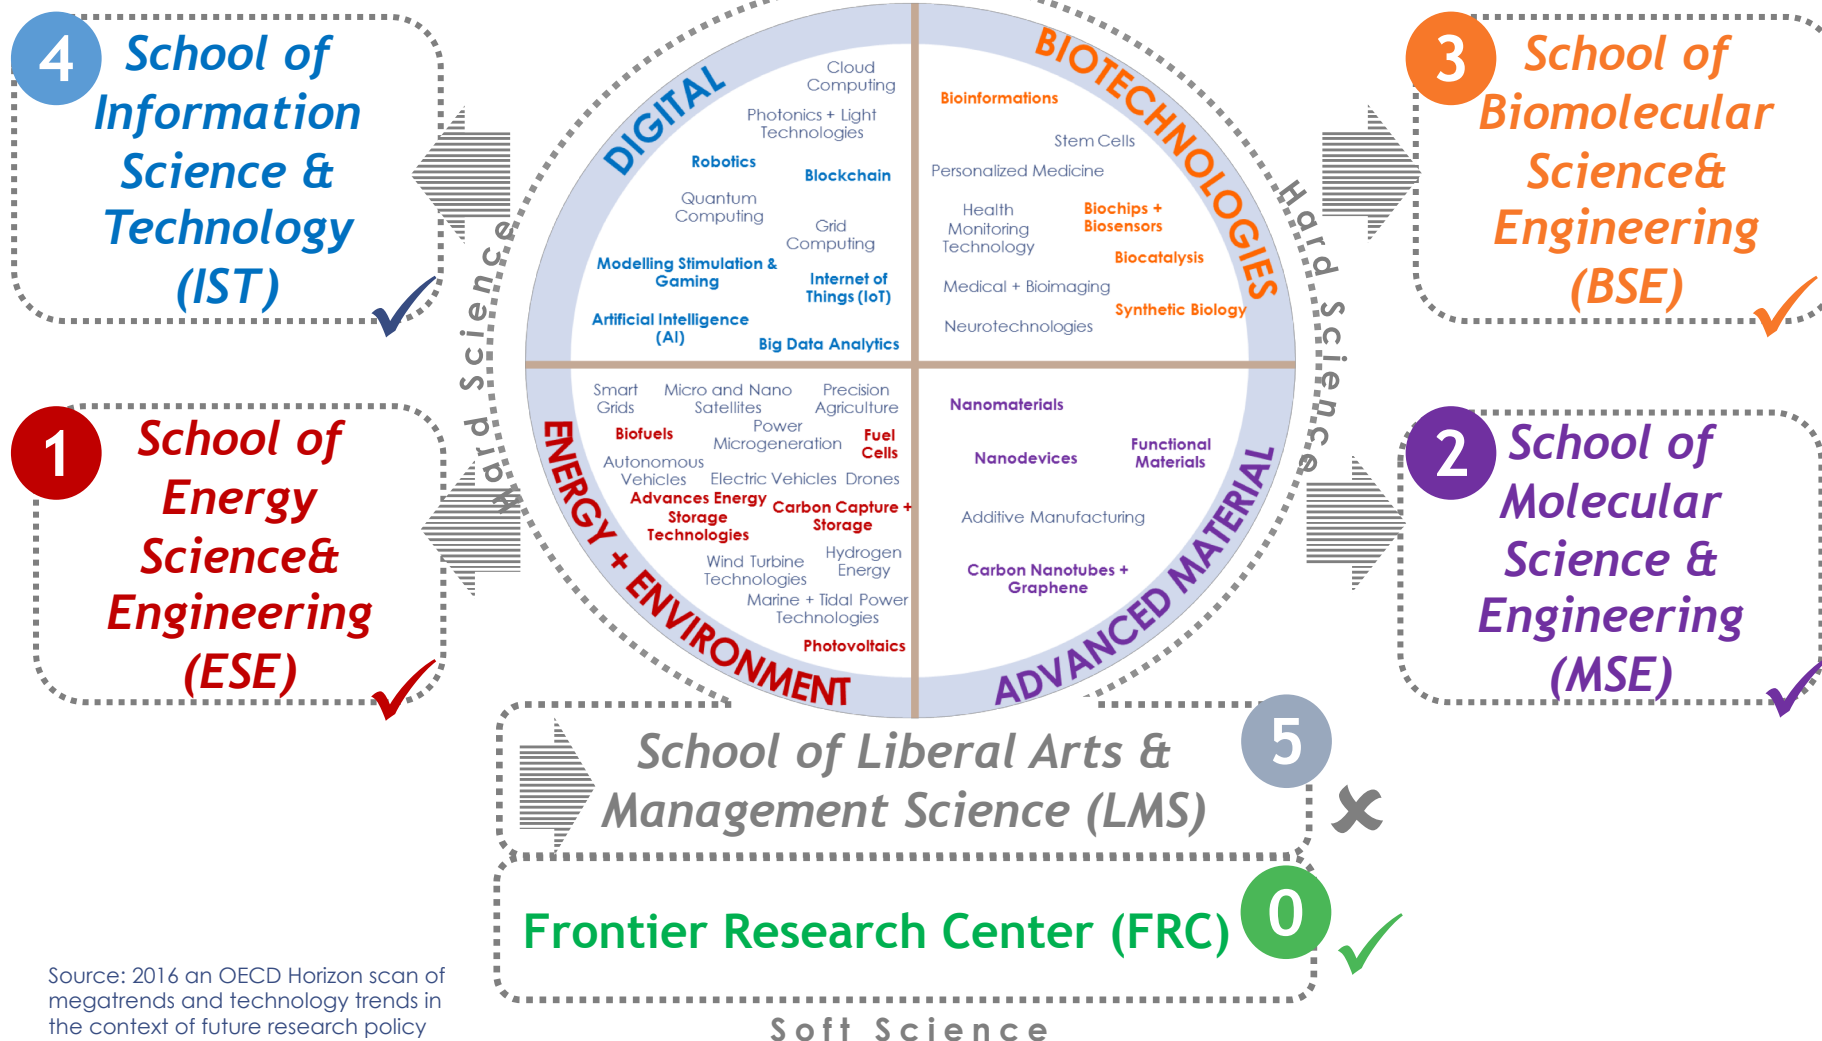 4
School of
Information
Science &
Technology
(IST)
1
School of
Energy
Science&
Engineering
(ESE)
Hard Science
DIGITAL
Cloud
Computing
Photonics + Light
Technologies
Robotics
Blockchain
Quantum
Computing
Grid
Computing
Modelling Stimulation &
Gaming
Internet of
Things (IoT)
Artificial Intelligence
(AI)
Big Data Analytics
BIOTECHNOLOGIES
Bioinformations
Stem Cells
Personalized Medicine
Health
Monitoring
Technology
Biochips +
Biosensors
Biocatalysis
Medical + Bioimaging
Synthetic Biology
Neurotechnologies
ENERGY + ENVIRONMENT
Smart
Grids
Micro and Nano
Satellites
Precision
Agriculture
Biofuels
Power
Microgeneration
Fuel
Cells
Autonomous
Vehicles
Electric Vehicles
Drones
Advances Energy
Storage
Technologies
Carbon Capture +
Storage
Wind Turbine
Technologies
Hydrogen
Energy
Marine + Tidal Power
Technologies
Photovoltaics
ADVANCED MATERIAL
Nanomaterials
Nanodevices
Functional
Materials
Additive Manufacturing
Carbon Nanotubes +
Graphene
Hard Science
3
School of
Biomolecular
Science&
Engineering
(BSE)
2
School of
Molecular
Science &
Engineering
(MSE)
School of Liberal Arts &
Management Science (LMS)
5
Frontier Research Center (FRC)
0
Soft Science
Source: 2016 an OECD Horizon scan of
megatrends and technology trends in
the context of future research policy